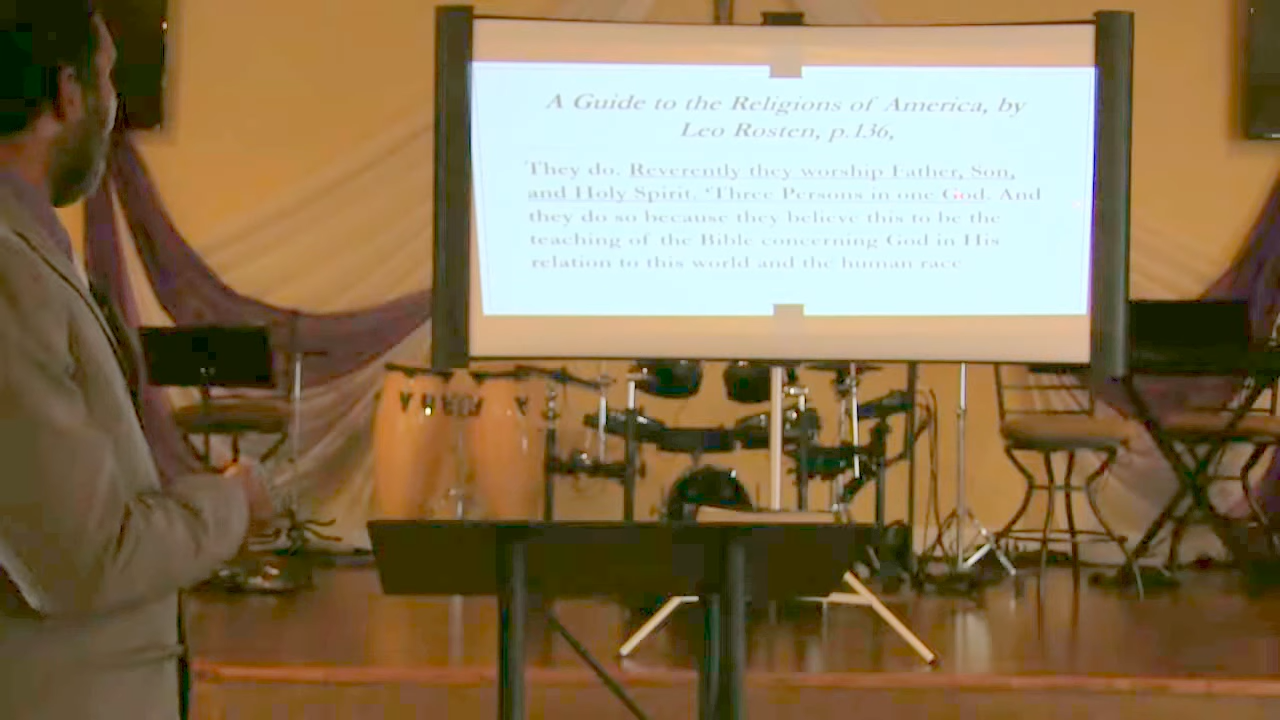 A Guide to the Religions of America, by
Leo Rosten, p.136,
They do. Reverently they worship Father, Son,
and Holy Spirit. ‘Three Persons in one God. And
they do so because they believe this to be the
teaching of the Bible concerning God in His
relation to this world and the human race